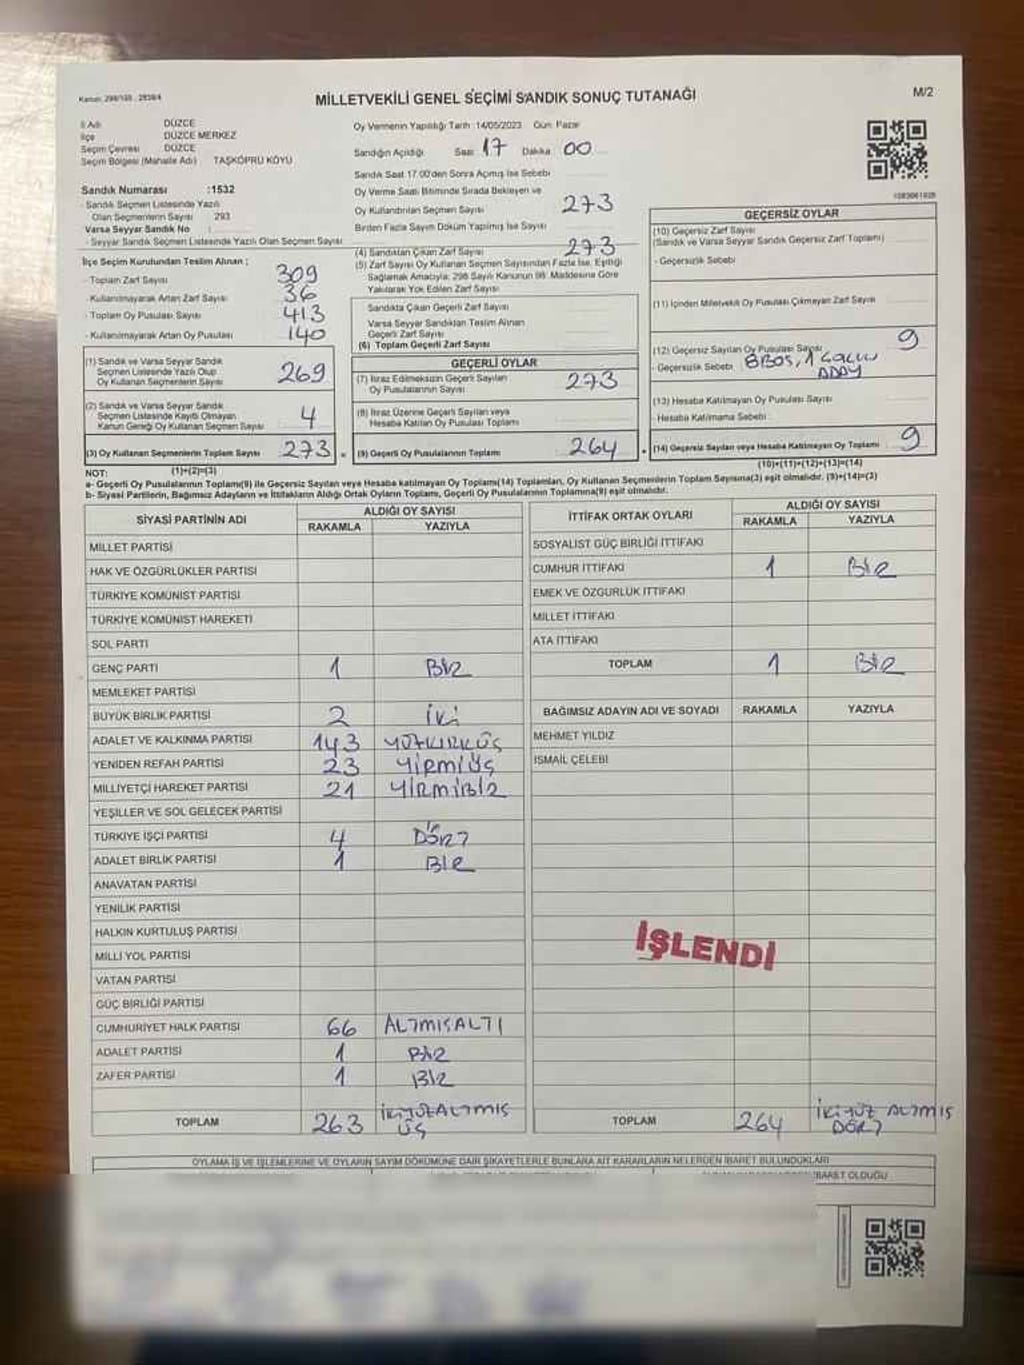 Kanun: 298/105 , 2839/4
MİLLETVEKİLİ GENEL SEÇİMİ SANDIK SONUÇ TUTANAĞI
M/2
İl Adı DÜZCE
İlçe DÜZCE MERKEZ
Seçim Çevresi DÜZCE
Seçim Bölgesi (Mahalle Adı) TAŞKÖPRÜ KÖYÜ
Sandık Numarası :1532
- Sandık Seçmen Listesinde Yazılı
Olan Seçmenlerin Sayısı 293
Varsa Seyyar Sandık No :
- Seyyar Sandık Seçmen Listesinde Yazılı Olan Seçmen Sayısı
İlçe Seçim Kurulundan Teslim Alınan ;
- Toplam Zarf Sayısı 309
- Kullanılmayarak Artan Zarf Sayısı 36
- Toplam Oy Pusulası Sayısı 413
- Kullanılmayarak Artan Oy Pusulası 140
(1) Sandık ve Varsa Seyyar Sandık
Seçmen Listesinde Yazılı Olup
Oy Kullanan Seçmenlerin Sayısı 269
(2) Sandık ve Varsa Seyyar Sandık
Seçmen Listesinde Kayıtlı Olmayan
Kanun Gereği Oy Kullanan Seçmen Sayısı 4
(3) Oy Kullanan Seçmenlerin Toplam Sayısı 273
Oy Vermenin Yapıldığı Tarih :14/05/2023 Gün: Pazar
Sandığın Açıldığı Saat 17 Dakika 00
Sandık Saat 17.00'den Sonra Açılmış İse Sebebi
Oy Verme Saati Bitiminde Sırada Bekleyen ve
Oy Kullandırılan Seçmen Sayısı 273
Birden Fazla Sayım Döküm Yapılmış İse Sayısı
(4) Sandıktan Çıkan Zarf Sayısı 273
(5) Zarf Sayısı Oy Kullanan Seçmen Sayısından Fazla İse, Eşitliği
Sağlamak Amacıyla; 298 Sayılı Kanunun 98. Maddesine Göre
Yakılarak Yok Edilen Zarf Sayısı
Sandıkta Çıkan Geçerli Zarf Sayısı
Varsa Seyyar Sandıktan Teslim Alınan
Geçerli Zarf Sayısı
(6) Toplam Geçerli Zarf Sayısı
GEÇERLİ OYLAR
(7) İtiraz Edilmeksizin Geçerli Sayılan
Oy Pusulalarının Sayısı 273
(8) İtiraz Üzerine Geçerli Sayılan veya
Hesaba Katılan Oy Pusulası Toplamı
(9) Geçerli Oy Pusulalarının Toplamı 264
GEÇERSİZ OYLAR
(10) Geçersiz Zarf Sayısı
(Sandık ve Varsa Seyyar Sandık Geçersiz Zarf Toplamı)
- Geçersizlik Sebebi
(11) İçinden Milletvekili Oy Pusulası Çıkmayan Zarf Sayısı
(12) Geçersiz Sayılan Oy Pusulası Sayısı 9
- Geçersizlik Sebebi 8 BOŞ, 1
ADAY
(13) Hesaba Katılmayan Oy Pusulası Sayısı
- Hesaba Katılmama Sebebi
(14) Geçersiz Sayılan veya Hesaba Katılmayan Oy Toplamı 9
NOT: (1)+(2)=(3) (10)+(11)+(12)+(13)=(14)
a- Geçerli Oy Pusulalarının Toplamı(9) ile Geçersiz Sayılan veya Hesaba katılmayan Oy Toplamı(14) Toplamları, Oy Kullanan Seçmenlerin Toplam Sayısına(3) eşit olmalıdır. (9)+(14)=(3)
b- Siyasi Partilerin, Bağımsız Adayların ve İttifakların Aldığı Ortak Oyların Toplamı, Geçerli Oy Pusulalarının Toplamına(9) eşit olmalıdır.
SİYASİ PARTİNİN ADI ALDIĞI OY SAYISI
RAKAMLA YAZIYLA
MİLLET PARTİSİ
HAK VE ÖZGÜRLÜKLER PARTİSİ
TÜRKİYE KOMÜNİST PARTİSİ
TÜRKİYE KOMÜNİST HAREKETİ
SOL PARTİ
GENÇ PARTİ 1 BİR
MEMLEKET PARTİSİ
BÜYÜK BİRLİK PARTİSİ 2 İKİ
ADALET VE KALKINMA PARTİSİ 143 YÜZKIRKÜÇ
YENİDEN REFAH PARTİSİ 23 YİRMİÜÇ
MİLLİYETÇİ HAREKET PARTİSİ 21 YİRMİBİR
YEŞİLLER VE SOL GELECEK PARTİSİ
TÜRKİYE İŞÇİ PARTİSİ 4 DÖRT
ADALET BİRLİK PARTİSİ 1 BİR
ANAVATAN PARTİSİ
YENİLİK PARTİSİ
HALKIN KURTULUŞ PARTİSİ
MİLLİ YOL PARTİSİ
VATAN PARTİSİ
GÜÇ BİRLİĞİ PARTİSİ
CUMHURİYET HALK PARTİSİ 66 ALTMIŞALTI
ADALET PARTİSİ 1 BİR
ZAFER PARTİSİ 1 BİR
TOPLAM 263 İKİYÜZALTMIŞ
ÜÇ
İTTİFAK ORTAK OYLARI ALDIĞI OY SAYISI
RAKAMLA YAZIYLA
SOSYALİST GÜÇ BİRLİĞİ İTTİFAKI
CUMHUR İTTİFAKI 1 BİR
EMEK VE ÖZGÜRLÜK İTTİFAKI
MİLLET İTTİFAKI
ATA İTTİFAKI
TOPLAM 1 BİR
BAĞIMSIZ ADAYIN ADI VE SOYADI RAKAMLA YAZIYLA
MEHMET YILDIZ
İSMAİL ÇELEBİ
İŞLENDİ
TOPLAM 264 İKİYÜZ ALTMIŞ
DÖRT
OYLAMA İŞ VE İŞLEMLERİNE VE OYLARIN SAYIM DÖKÜMÜNE DAİR ŞİKAYETLERLE BUNLARA AİT KARARLARIN NELERDEN İBARET BULUNDUKLARI
İBARET OLDUĞU